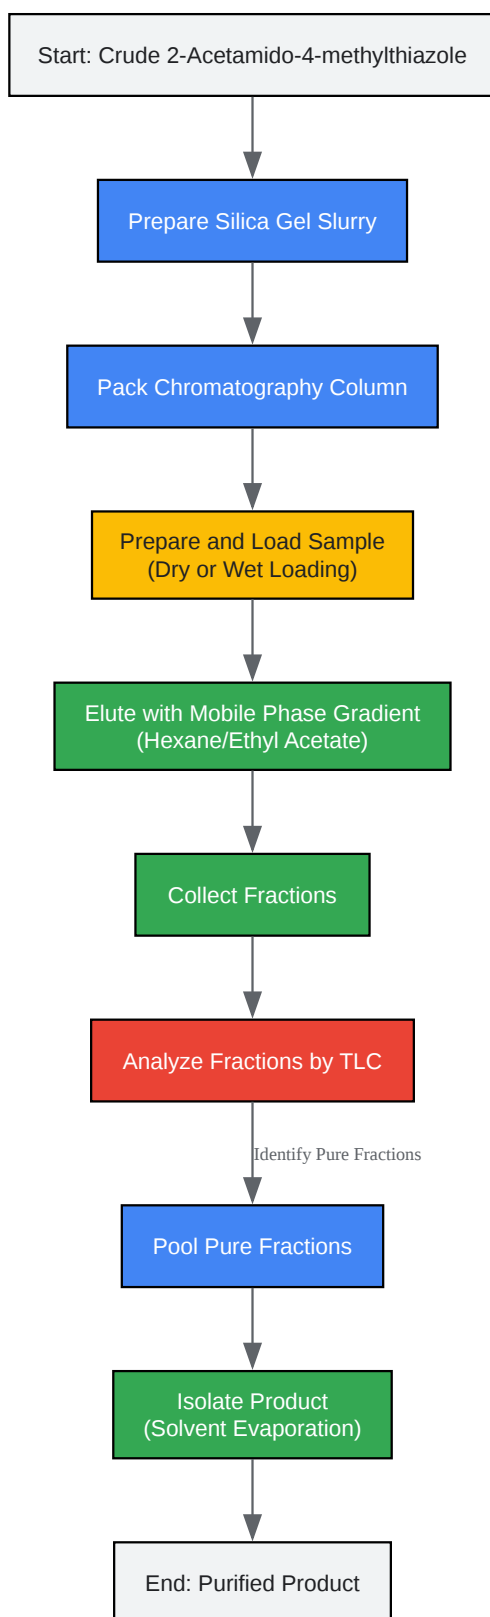 Start: Crude 2-Acetamido-4-methylthiazole
Prepare Silica Gel Slurry
Pack Chromatography Column
Prepare and Load Sample
(Dry or Wet Loading)
Elute with Mobile Phase Gradient
(Hexane/Ethyl Acetate)
Collect Fractions
Analyze Fractions by TLC
Identify Pure Fractions
Pool Pure Fractions
Isolate Product
(Solvent Evaporation)
End: Purified Product